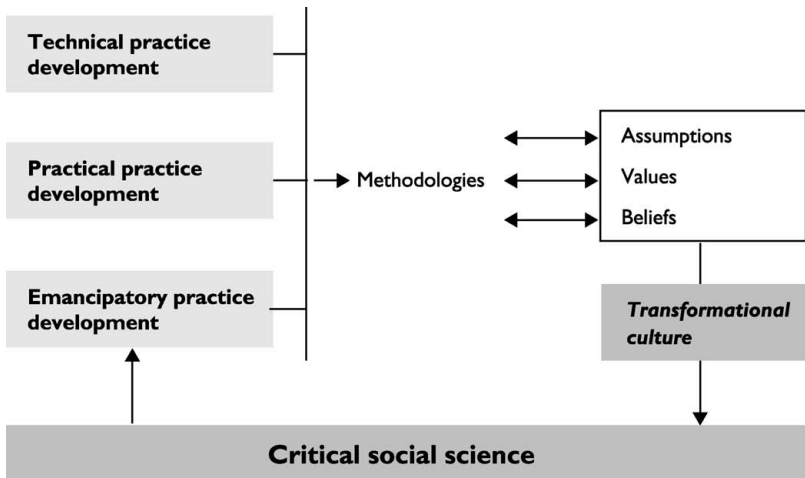 Technical practice
development
Practical practice
development
Emancipatory practice
development
Methodologies
Assumptions
Values
Beliefs
Transformational
culture
Critical social science